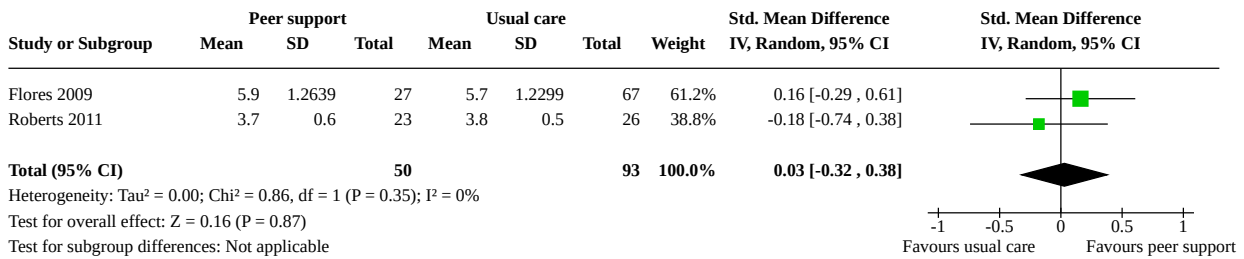 Peer support Usual care Std. Mean Difference Std. Mean Difference
Study or Subgroup Mean SD Total Mean SD Total Weight IV, Random, 95% CI IV, Random, 95% CI
Flores 2009 5.9 1.2639 27 5.7 1.2299 67 61.2% 0.16 [-0.29 , 0.61]
Roberts 2011 3.7 0.6 23 3.8 0.5 26 38.8% -0.18 [-0.74 , 0.38]
Total (95% CI) 50 93 100.0% 0.03 [-0.32 , 0.38]
Heterogeneity: Tau² = 0.00; Chi² = 0.86, df = 1 (P = 0.35); I² = 0%
Test for overall effect: Z = 0.16 (P = 0.87) -1 -0.5 0 0.5 1
Test for subgroup differences: Not applicable Favours usual care Favours peer support